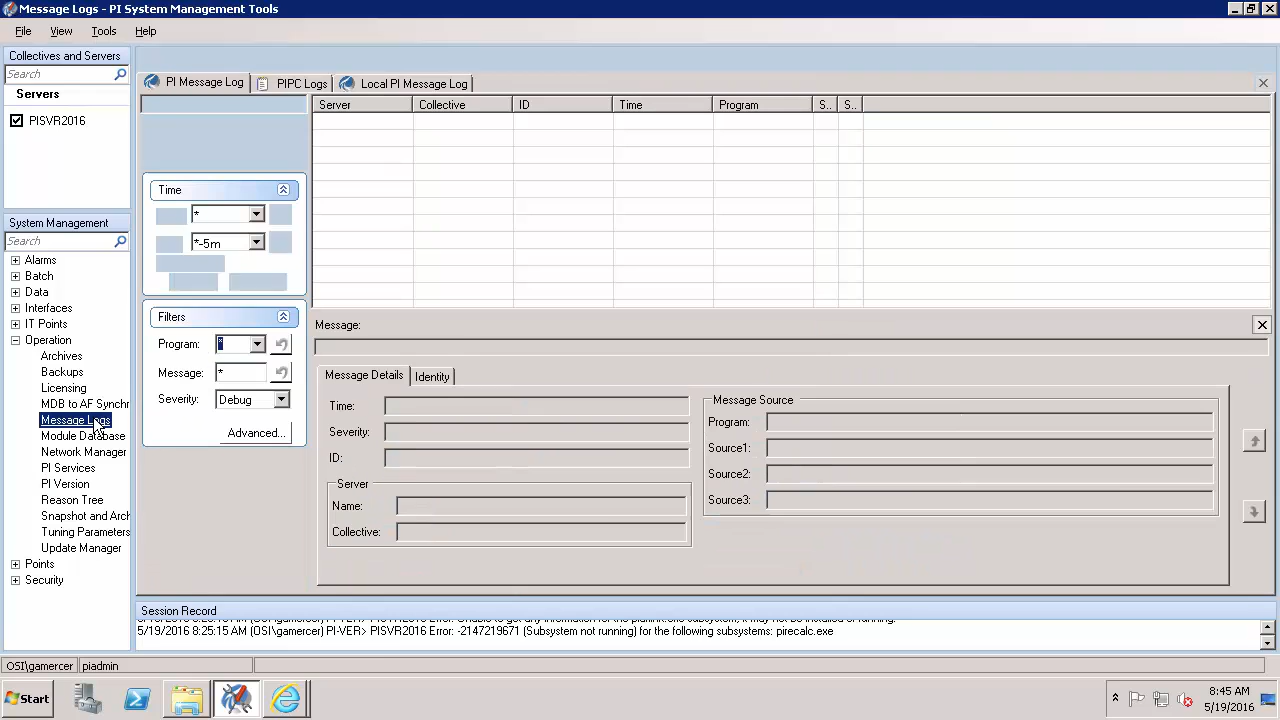 Message Logs - PI System Management Tools
File View Tools Help
Collectives and Servers
Search
Servers
PISVR2016
System Management
Search
Alarms
Batch
Data
Interfaces
IT Points
Operation
Archives
Backups
Licensing
MDB to AF Synchr
Message Logs
Module Database
Network Manager
PI Services
PI Version
Reason Tree
Snapshot and Arch
Tuning Parameters
Update Manager
Points
Security
PI Message Log PIPC Logs Local PI Message Log
Time
*
*-5m
Filters
Program: *
Message: *
Severity: Debug
Advanced...
Server Collective ID Time Program S.. S..
Message:
Message Details Identity
Time:
Severity:
ID:
Server
Name:
Collective:
Message Source
Program:
Source1:
Source2:
Source3:
Session Record
5/19/2016 8:25:15 AM (OSI\gamercer) PI-VER> PISVR2016 Error: -2147213671 (Subsystem not running) for the following subsystems: pirecalc.exe
OSI\gamercer piadmin
Start
8:45 AM
5/19/2016